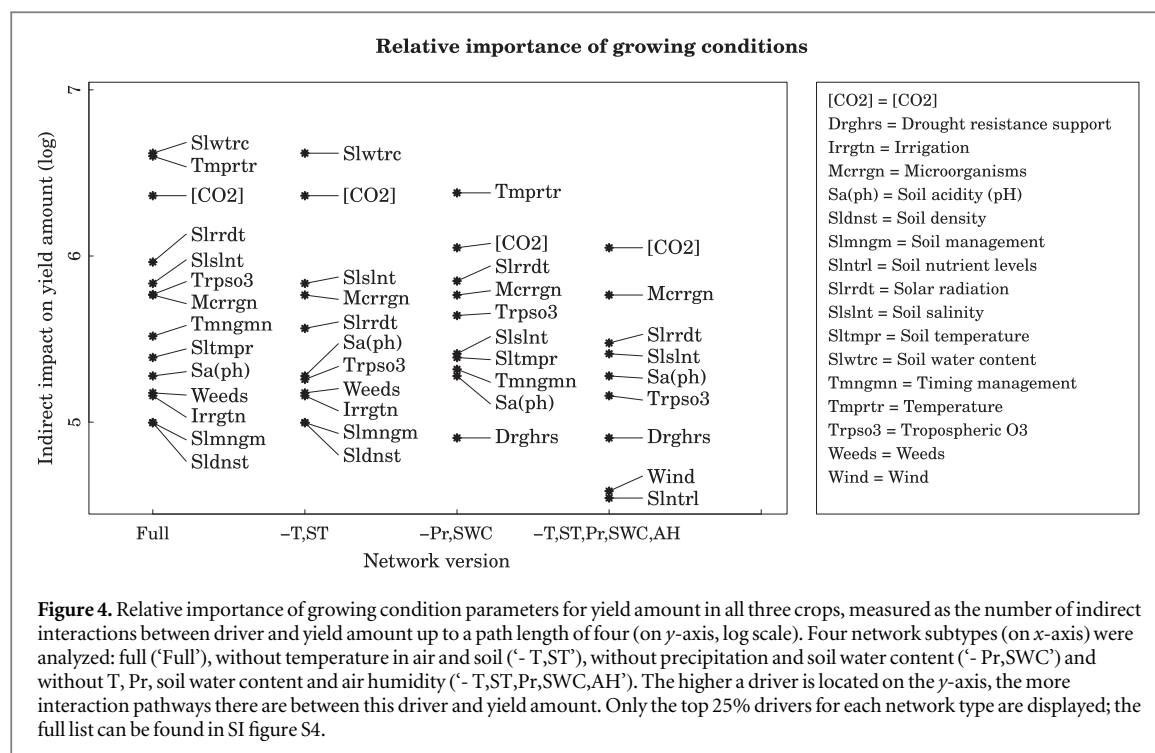 Relative importance of growing conditions
Indirect impact on yield amount (log)
7
6
5
Slwtrc
Tmprtr
[CO2]
Slrrdt
Slslnt
Trpso3
Mcrrgn
Tmngmn
Sltmpr
Sa(ph)
Weeds
Irrgtn
Slmngm
Sldnst
Slwtrc
[CO2]
Slslnt
Mcrrgn
Slrrdt
Sa(ph)
Trpso3
Weeds
Irrgtn
Slmngm
Sldnst
Tmprtr
[CO2]
Slrrdt
Mcrrgn
Trpso3
Slslnt
Sltmpr
Tmngmn
Sa(ph)
Drghrs
[CO2]
Mcrrgn
Slrrdt
Slslnt
Sa(ph)
Trpso3
Drghrs
Wind
Slntrl
Full
−T,ST
−Pr,SWC
−T,ST,Pr,SWC,AH
Network version
[CO2] = [CO2]
Drghrs = Drought resistance support
Irrgtn = Irrigation
Mcrrgn = Microorganisms
Sa(ph) = Soil acidity (pH)
Sldnst = Soil density
Slmngm = Soil management
Slntrl = Soil nutrient levels
Slrrdt = Solar radiation
Slslnt = Soil salinity
Sltmpr = Soil temperature
Slwtrc = Soil water content
Tmngmn = Timing management
Tmprtr = Temperature
Trpso3 = Tropospheric O3
Weeds = Weeds
Wind = Wind
Figure 4. Relative importance of growing condition parameters for yield amount in all three crops, measured as the number of indirect
interactions between driver and yield amount up to a path length of four (on y-axis, log scale). Four network subtypes (on x-axis) were
analyzed: full (‘Full’), without temperature in air and soil (‘- T,ST’), without precipitation and soil water content (‘- Pr,SWC’) and
without T, Pr, soil water content and air humidity (‘- T,ST,Pr,SWC,AH’). The higher a driver is located on the y-axis, the more
interaction pathways there are between this driver and yield amount. Only the top 25% drivers for each network type are displayed; the
full list can be found in SI figure S4.